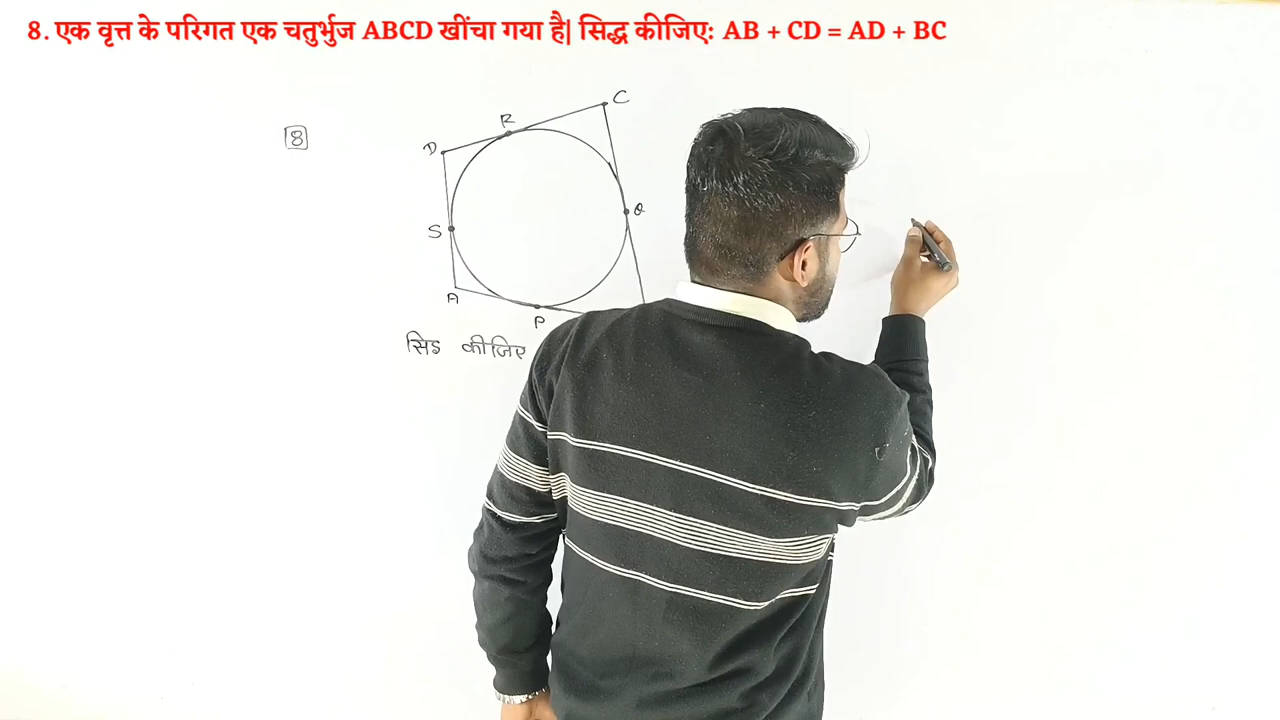 8. एक वृत्त के परिगत एक चतुर्भुज ABCD खींचा गया है| सिद्ध कीजिए: AB + CD = AD + BC
8
C
R
D
Q
S
A
P
सिद्ध कीजिए